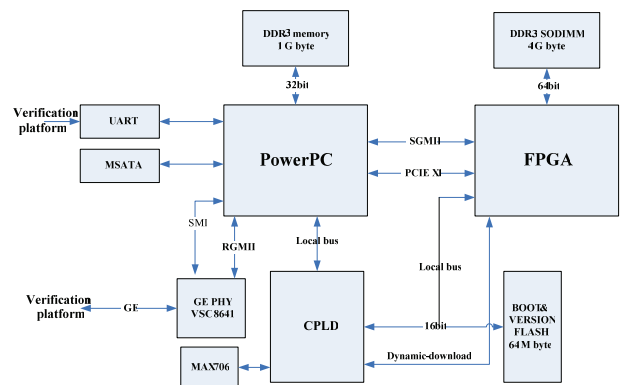 DDR3 memory
1 G byte
DDR3 SODIMM
4G byte
32bit
64bit
Verification
platform
UART
MSATA
PowerPC
SGMII
PCIE X1
FPGA
SMI
RGMII
Local bus
Local bus
Verification
platform
GE
GE PHY
VSC8641
CPLD
16bit
BOOT&
VERSION
FLASH
64M byte
MAX706
Dynamic-download